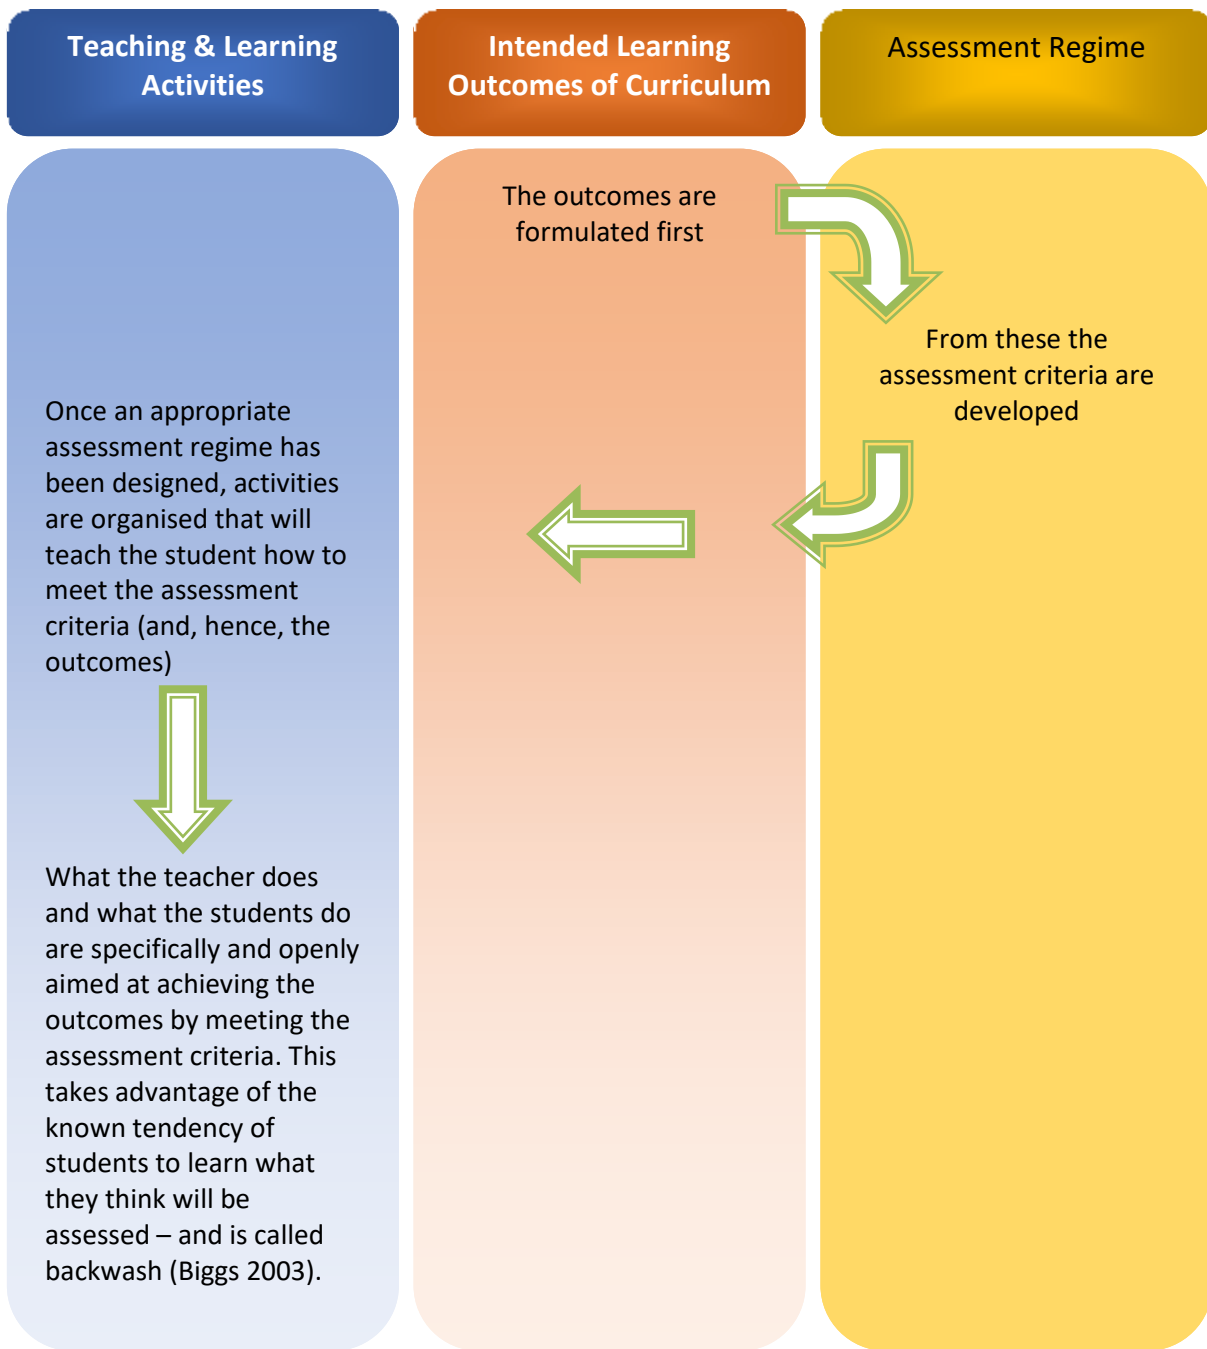 Teaching & Learning
Activities
Intended Learning
Outcomes of Curriculum
Assessment Regime
The outcomes are
formulated first
From these the
assessment criteria are
developed
Once an appropriate
assessment regime has
been designed, activities
are organised that will
teach the student how to
meet the assessment
criteria (and, hence, the
outcomes)
What the teacher does
and what the students do
are specifically and openly
aimed at achieving the
outcomes by meeting the
assessment criteria. This
takes advantage of the
known tendency of
students to learn what
they think will be
assessed – and is called
backwash (Biggs 2003).